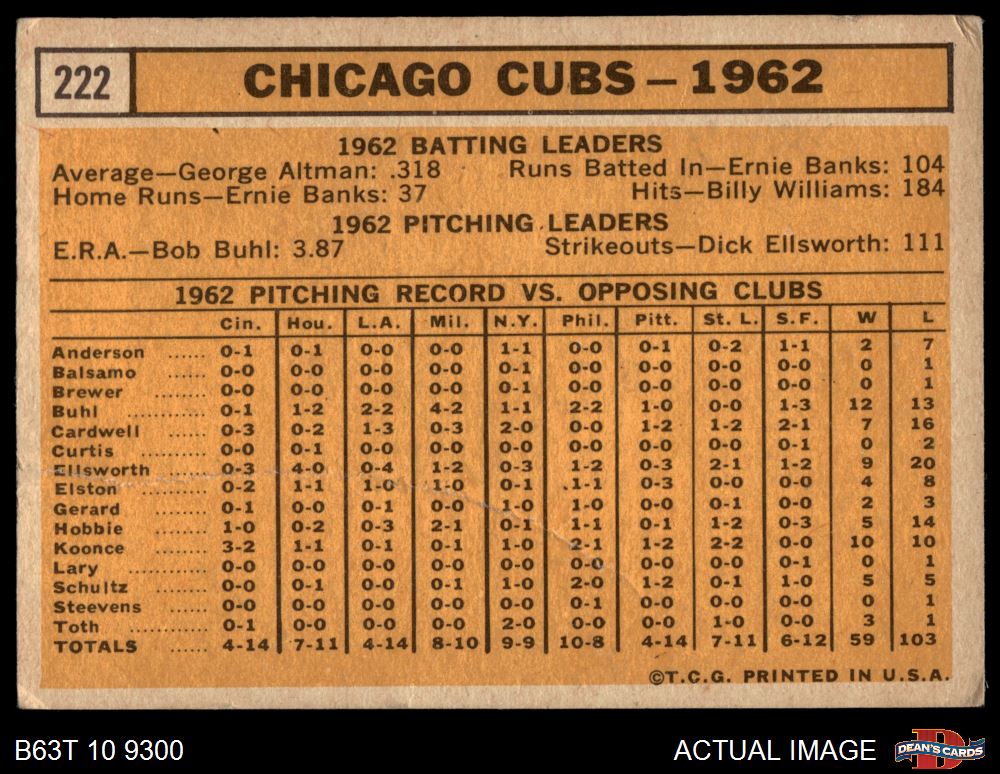 222
CHICAGO CUBS — 1962
1962 BATTING LEADERS
Average—George Altman: .318 Runs Batted In—Ernie Banks: 104
Home Runs—Ernie Banks: 37 Hits—Billy Williams: 184
1962 PITCHING LEADERS
E.R.A.—Bob Buhl: 3.87 Strikeouts—Dick Ellsworth: 111
1962 PITCHING RECORD VS. OPPOSING CLUBS
Cin. Hou. L.A. Mil. N.Y. Phil. Pitt. St. L. S.F. W L
Anderson ...... 0-1 0-1 0-0 0-0 1-1 0-0 0-1 0-2 1-1 2 7
Balsamo ...... 0-0 0-0 0-0 0-0 0-1 0-0 0-0 0-0 0-0 0 1
Brewer ...... 0-0 0-0 0-0 0-0 0-1 0-0 0-0 0-0 0-0 0 1
Buhl ............ 0-1 1-2 2-2 4-2 1-1 2-2 1-0 0-0 1-3 12 13
Cardwell ...... 0-3 0-2 1-3 0-3 2-0 0-0 1-2 1-2 2-1 7 16
Curtis .......... 0-0 0-1 0-0 0-0 0-0 0-0 0-0 0-0 0-1 0 2
Ellsworth ...... 0-3 4-0 0-4 1-2 0-3 1-2 0-3 2-1 1-2 9 20
Elston .......... 0-2 1-1 1-0 1-0 0-1 1-1 0-3 0-0 0-0 4 8
Gerard .......... 0-1 0-0 0-1 0-0 1-0 1-0 0-0 0-1 0-0 2 3
Hobbie .......... 1-0 0-2 0-3 2-1 0-1 1-1 0-1 1-2 0-3 5 14
Koonce .......... 3-2 1-1 0-1 0-1 1-0 2-1 1-2 2-2 0-0 10 10
Lary ............ 0-0 0-0 0-0 0-0 0-0 0-0 0-0 0-0 0-1 0 1
Schultz ........ 0-0 0-1 0-0 0-1 1-0 2-0 1-2 0-1 1-0 5 5
Steevens ...... 0-0 0-0 0-0 0-0 0-0 0-1 0-0 0-0 0-0 0 1
Toth ............ 0-1 0-0 0-0 0-0 2-0 0-0 0-0 1-0 0-0 3 1
TOTALS ...... 4-14 7-11 4-14 8-10 9-9 10-8 4-14 7-11 6-12 59 103
©T.C.G. PRINTED IN U.S.A.
B63T 10 9300 ACTUAL IMAGE
D
DEAN'S CARDS